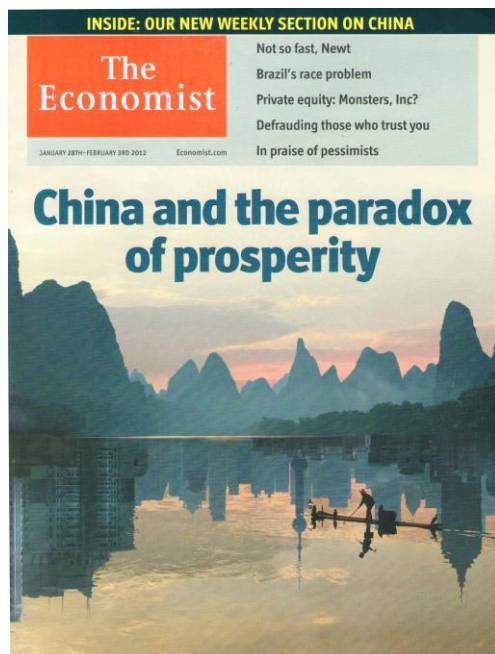 INSIDE: OUR NEW WEEKLY SECTION ON CHINA
The
Economist
JANUARY 28TH–FEBRUARY 3RD 2012
Economist.com
Not so fast, Newt
Brazil's race problem
Private equity: Monsters, Inc?
Defrauding those who trust you
In praise of pessimists
China and the paradox
of prosperity